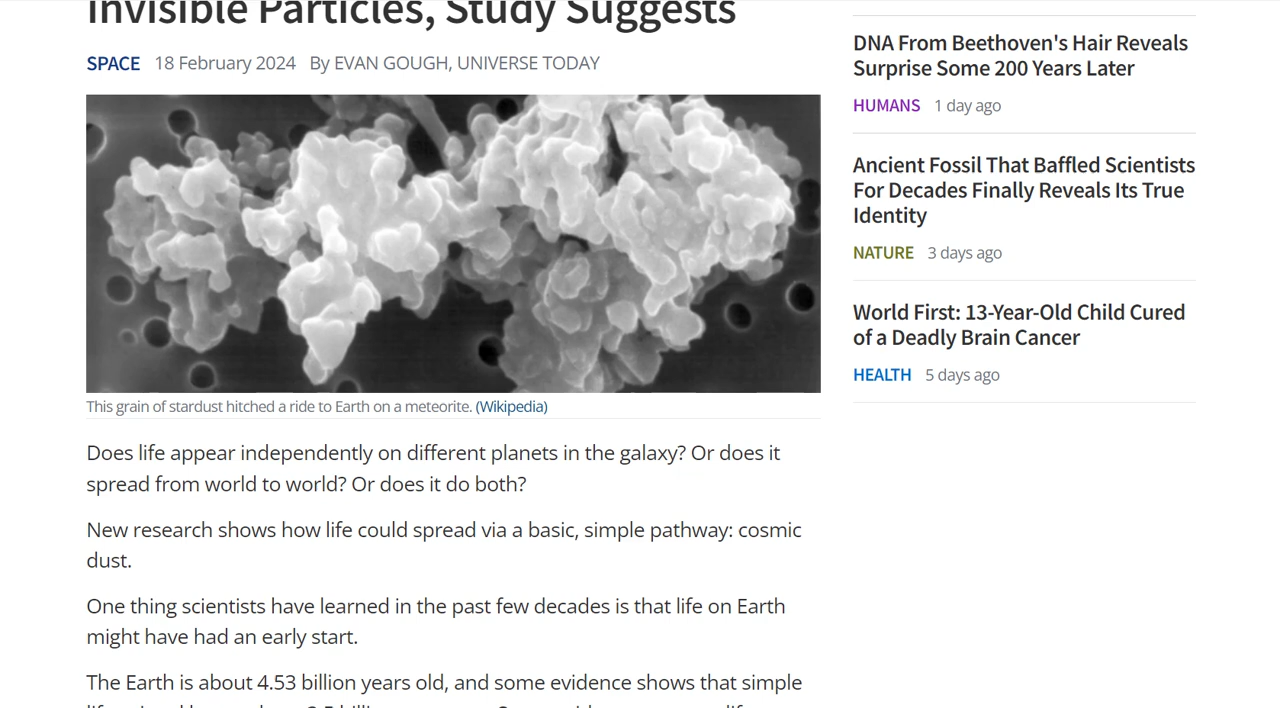 Invisible Particles, Study Suggests
SPACE 18 February 2024 By EVAN GOUGH, UNIVERSE TODAY
This grain of stardust hitched a ride to Earth on a meteorite. (Wikipedia)
Does life appear independently on different planets in the galaxy? Or does it
spread from world to world? Or does it do both?
New research shows how life could spread via a basic, simple pathway: cosmic
dust.
One thing scientists have learned in the past few decades is that life on Earth
might have had an early start.
The Earth is about 4.53 billion years old, and some evidence shows that simple
DNA From Beethoven's Hair Reveals
Surprise Some 200 Years Later
HUMANS 1 day ago
Ancient Fossil That Baffled Scientists
For Decades Finally Reveals Its True
Identity
NATURE 3 days ago
World First: 13-Year-Old Child Cured
of a Deadly Brain Cancer
HEALTH 5 days ago